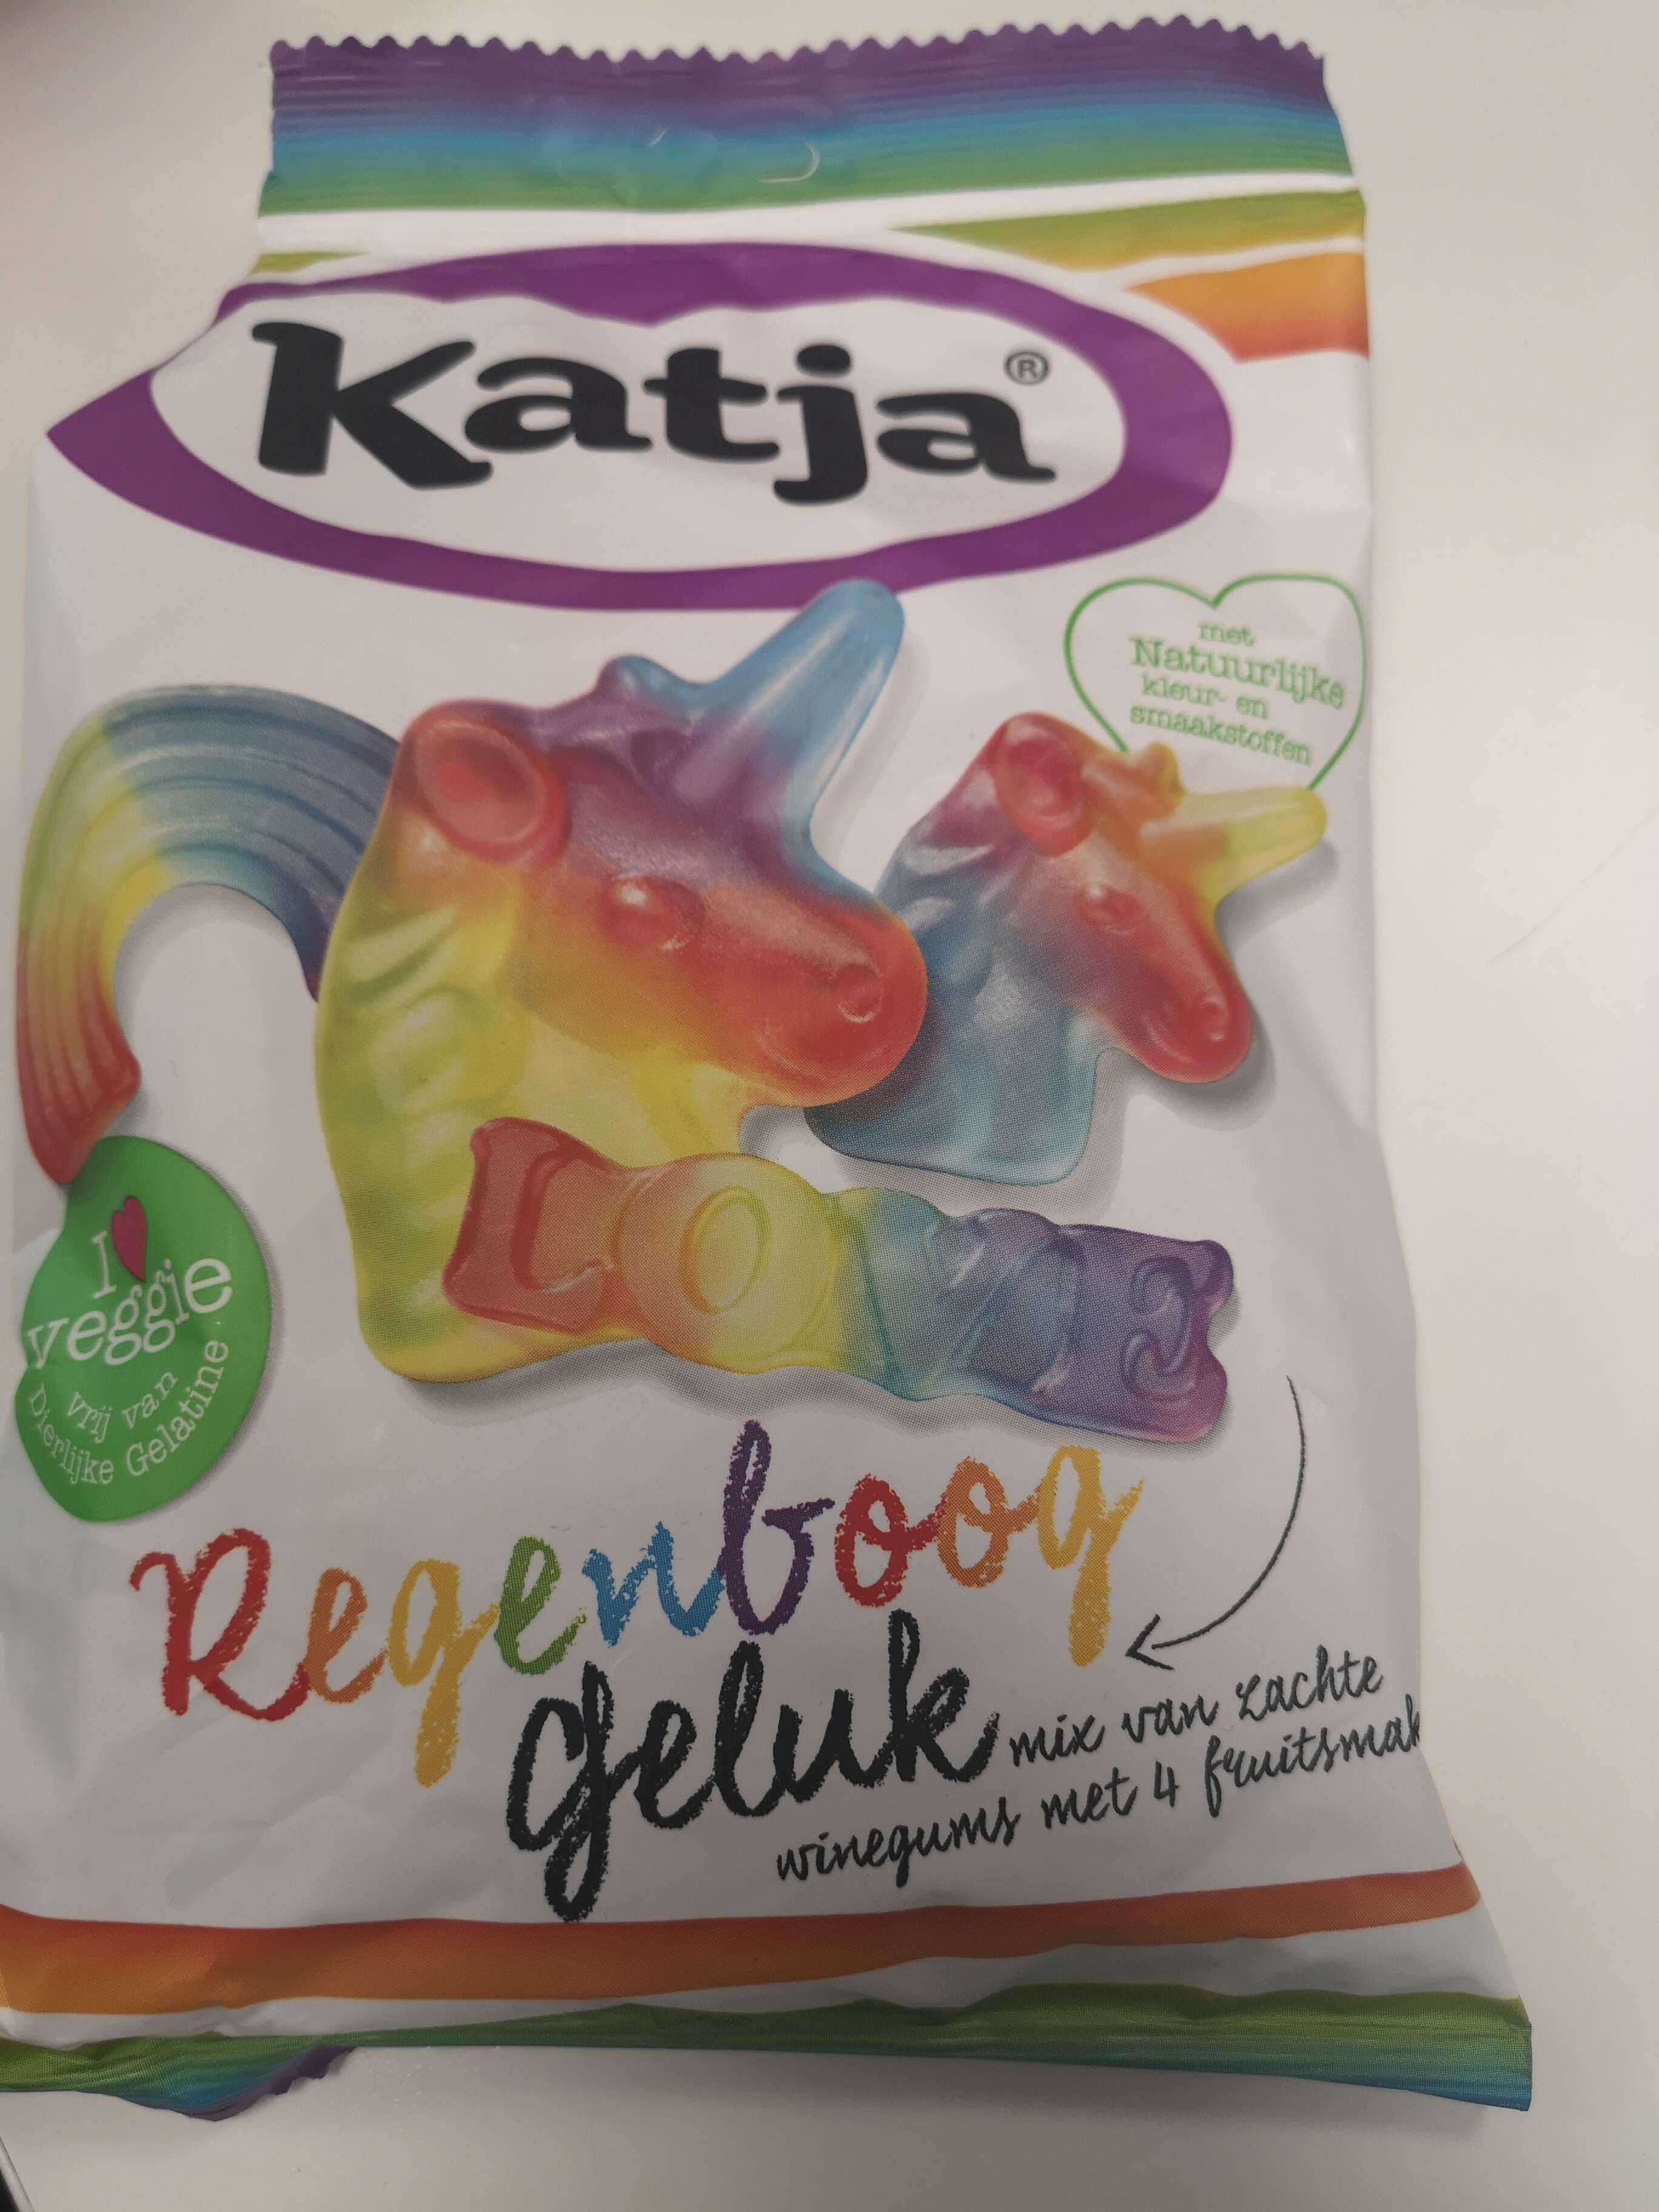 Katja®
met
Natuurlijke
kleur- en
smaakstoffen
LOVE
I
veggie
vrij van
Dierlijke Gelatine
Regenboog
geluk
mix van zachte
winegums met 4 fruitsmak